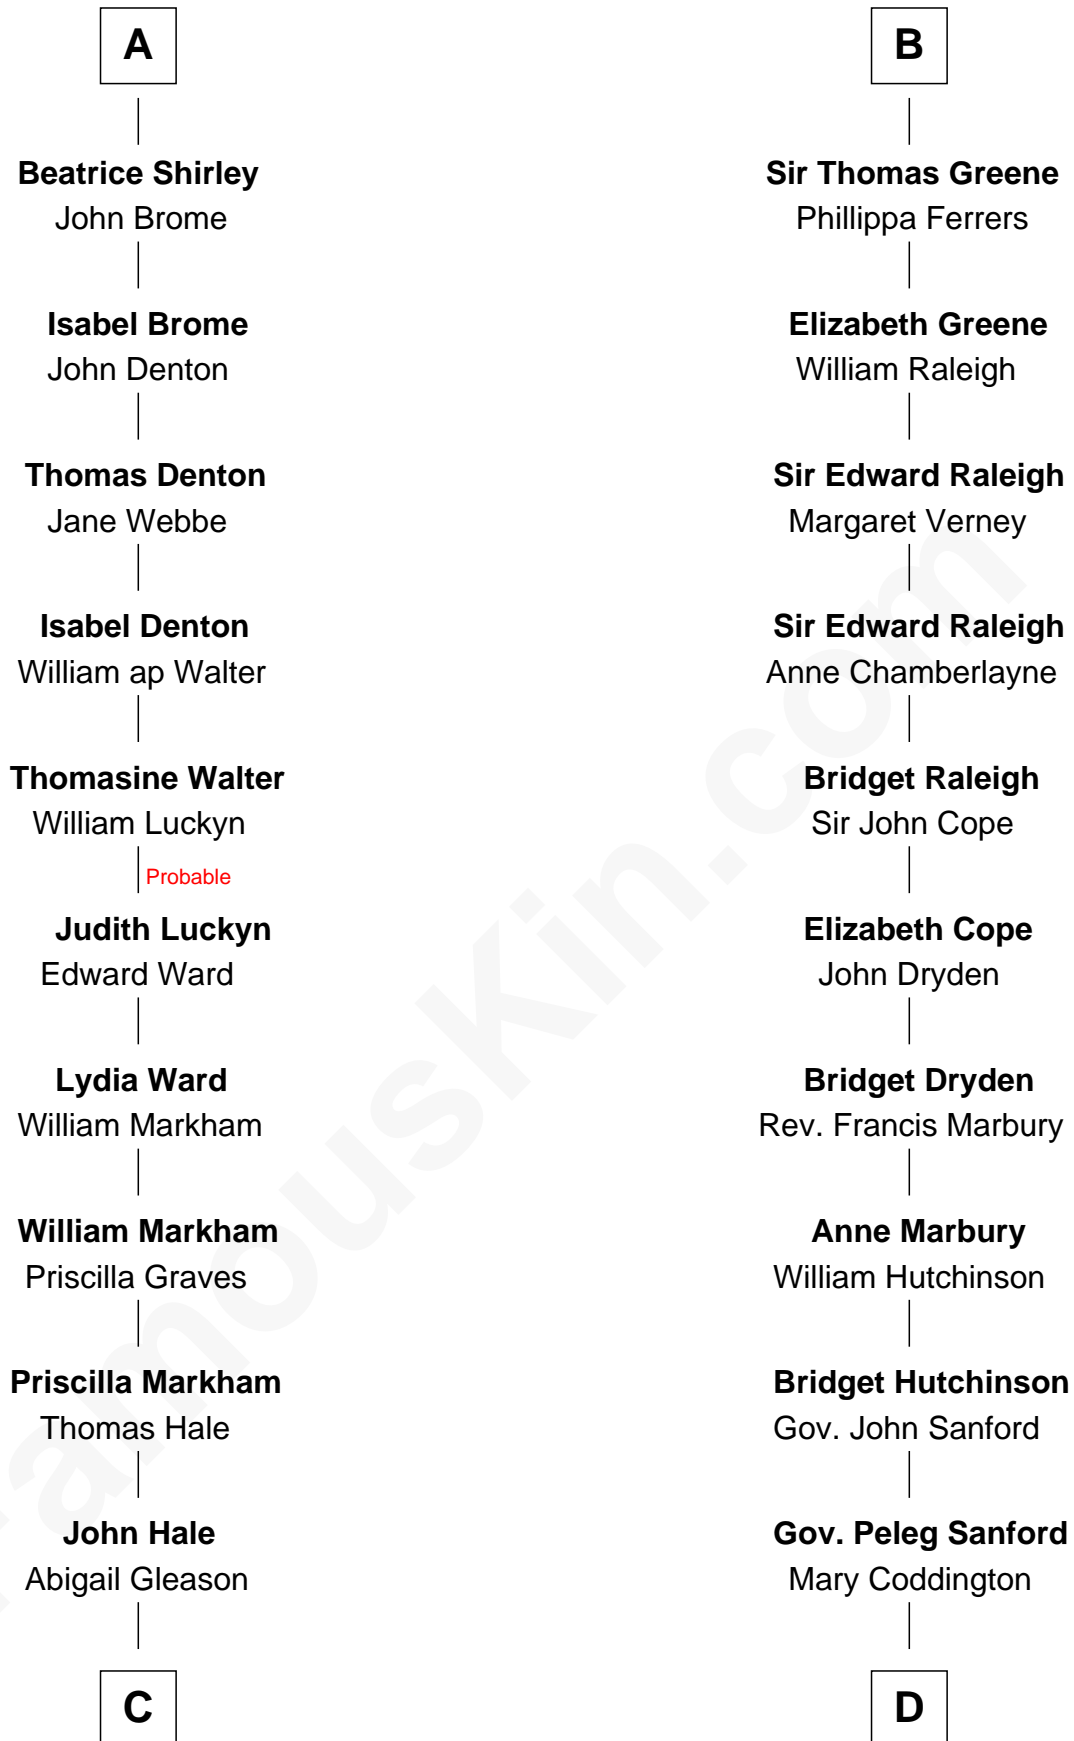 A
Beatrice Shirley
John Brome
Isabel Brome
John Denton
Thomas Denton
Jane Webbe
Isabel Denton
William ap Walter
Thomasine Walter
William Luckyn
Probable
Judith Luckyn
Edward Ward
Lydia Ward
William Markham
William Markham
Priscilla Graves
Priscilla Markham
Thomas Hale
John Hale
Abigail Gleason
C
B
Sir Thomas Greene
Phillippa Ferrers
Elizabeth Greene
William Raleigh
Sir Edward Raleigh
Margaret Verney
Sir Edward Raleigh
Anne Chamberlayne
Bridget Raleigh
Sir John Cope
Elizabeth Cope
John Dryden
Bridget Dryden
Rev. Francis Marbury
Anne Marbury
William Hutchinson
Bridget Hutchinson
Gov. John Sanford
Gov. Peleg Sanford
Mary Coddington
D
FamousKin.com